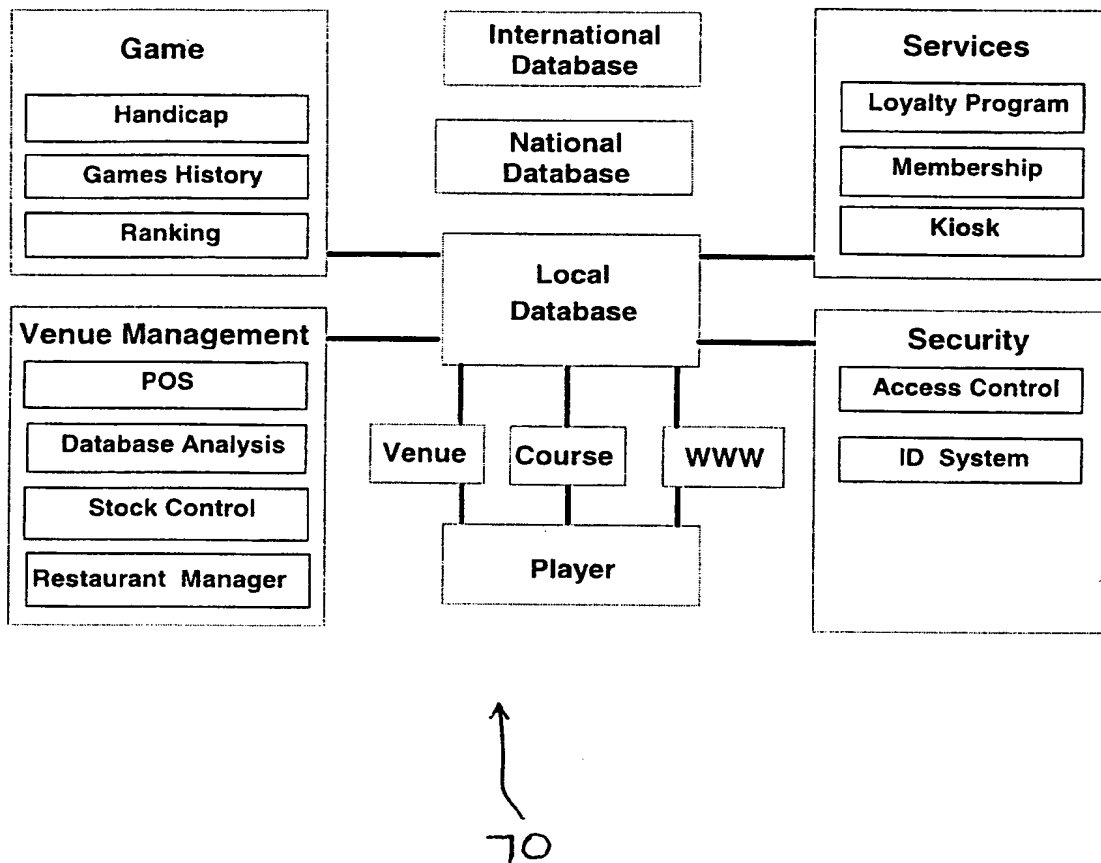 Game
Handicap
Games History
Ranking
International
Database
National
Database
Local
Database
Services
Loyalty Program
Membership
Kiosk
Venue Management
POS
Database Analysis
Stock Control
Restaurant Manager
Venue
Course
WWW
Player
Security
Access Control
ID System
70